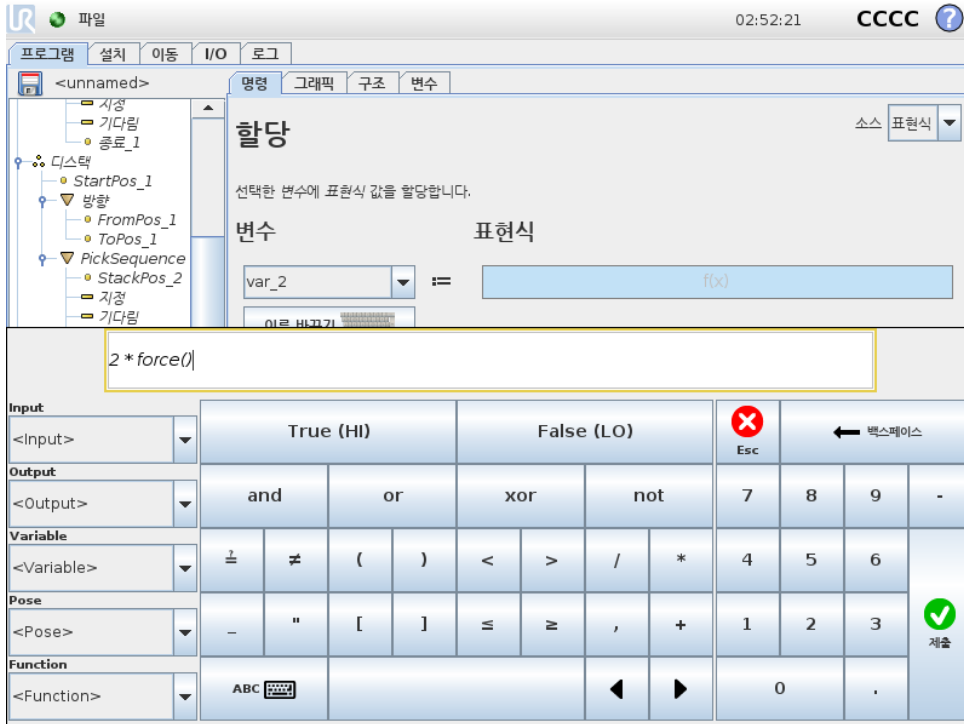 UR 파일 02:52:21 CCCC ?
프로그램 설치 이동 I/O 로그
<unnamed> 명령 그래픽 구조 변수
지정
기다림
종료_1
디스택
StartPos_1
방향
FromPos_1
ToPos_1
PickSequence
StackPos_2
지정
기다림
할당
소스 표현식
선택한 변수에 표현식 값을 할당합니다.
변수 표현식
var_2 := f(x)
이름 바꾸기
2 * force()
Input
<Input> True (HI) False (LO) Esc 백스페이스
Output
<Output> and or xor not 7 8 9 -
Variable
<Variable> ≟ ≠ ( ) < > / * 4 5 6
Pose
<Pose> _ " [ ] ≤ ≥ , + 1 2 3 제출
Function
<Function> ABC 0 .